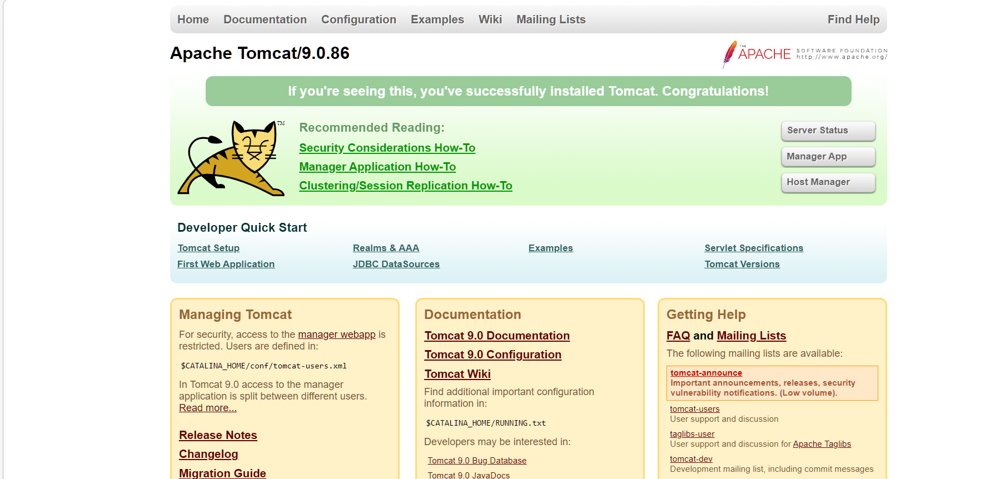 Home Documentation Configuration Examples Wiki Mailing Lists Find Help
Apache Tomcat/9.0.86
THE
APACHE SOFTWARE FOUNDATION
http://www.apache.org/
If you're seeing this, you've successfully installed Tomcat. Congratulations!
TM
Recommended Reading:
Security Considerations How-To
Manager Application How-To
Clustering/Session Replication How-To
Server Status
Manager App
Host Manager
Developer Quick Start
Tomcat Setup
First Web Application
Realms & AAA
JDBC DataSources
Examples
Servlet Specifications
Tomcat Versions
Managing Tomcat
For security, access to the manager webapp is
restricted. Users are defined in:
$CATALINA_HOME/conf/tomcat-users.xml
In Tomcat 9.0 access to the manager
application is split between different users.
Read more...
Release Notes
Changelog
Migration Guide
Documentation
Tomcat 9.0 Documentation
Tomcat 9.0 Configuration
Tomcat Wiki
Find additional important configuration
information in:
$CATALINA_HOME/RUNNING.txt
Developers may be interested in:
Tomcat 9.0 Bug Database
Tomcat 9.0 JavaDocs
Getting Help
FAQ and Mailing Lists
The following mailing lists are available:
tomcat-announce
Important announcements, releases, security
vulnerability notifications. (Low volume).
tomcat-users
User support and discussion
taglibs-user
User support and discussion for Apache Taglibs
tomcat-dev
Development mailing list, including commit messages